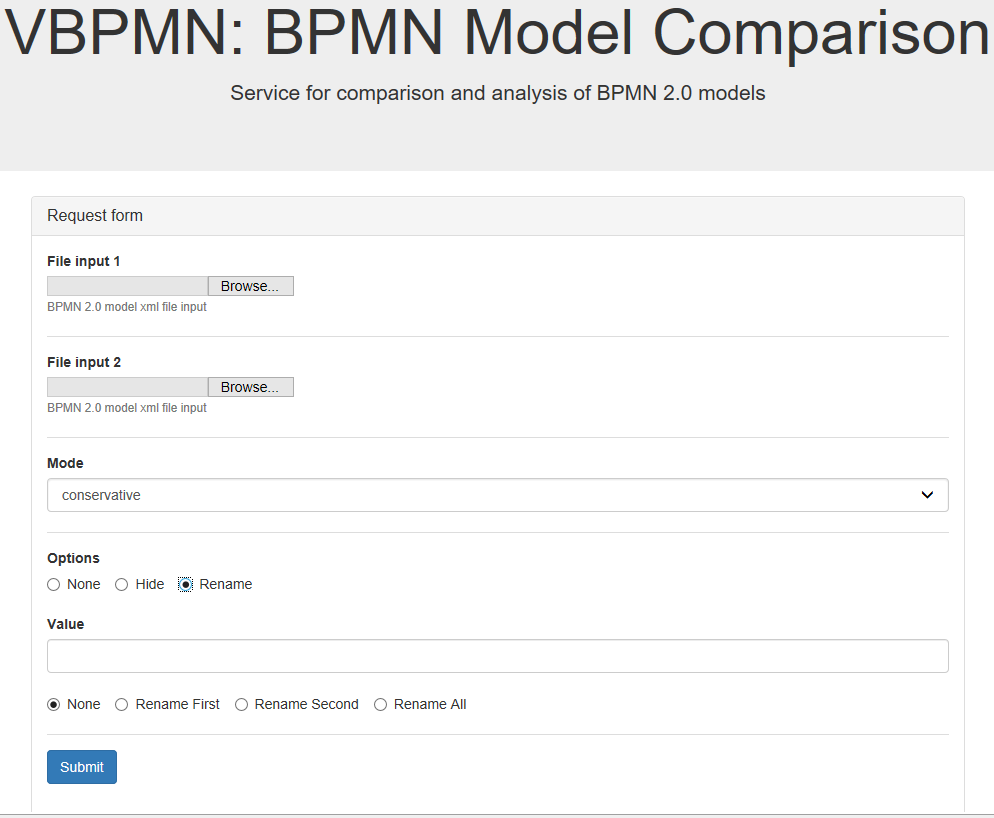 VBPMN: BPMN Model Comparison
Service for comparison and analysis of BPMN 2.0 models
Request form
File input 1
Browse...
BPMN 2.0 model xml file input
File input 2
Browse...
BPMN 2.0 model xml file input
Mode
conservative
Options
None Hide Rename
Value
None Rename First Rename Second Rename All
Submit